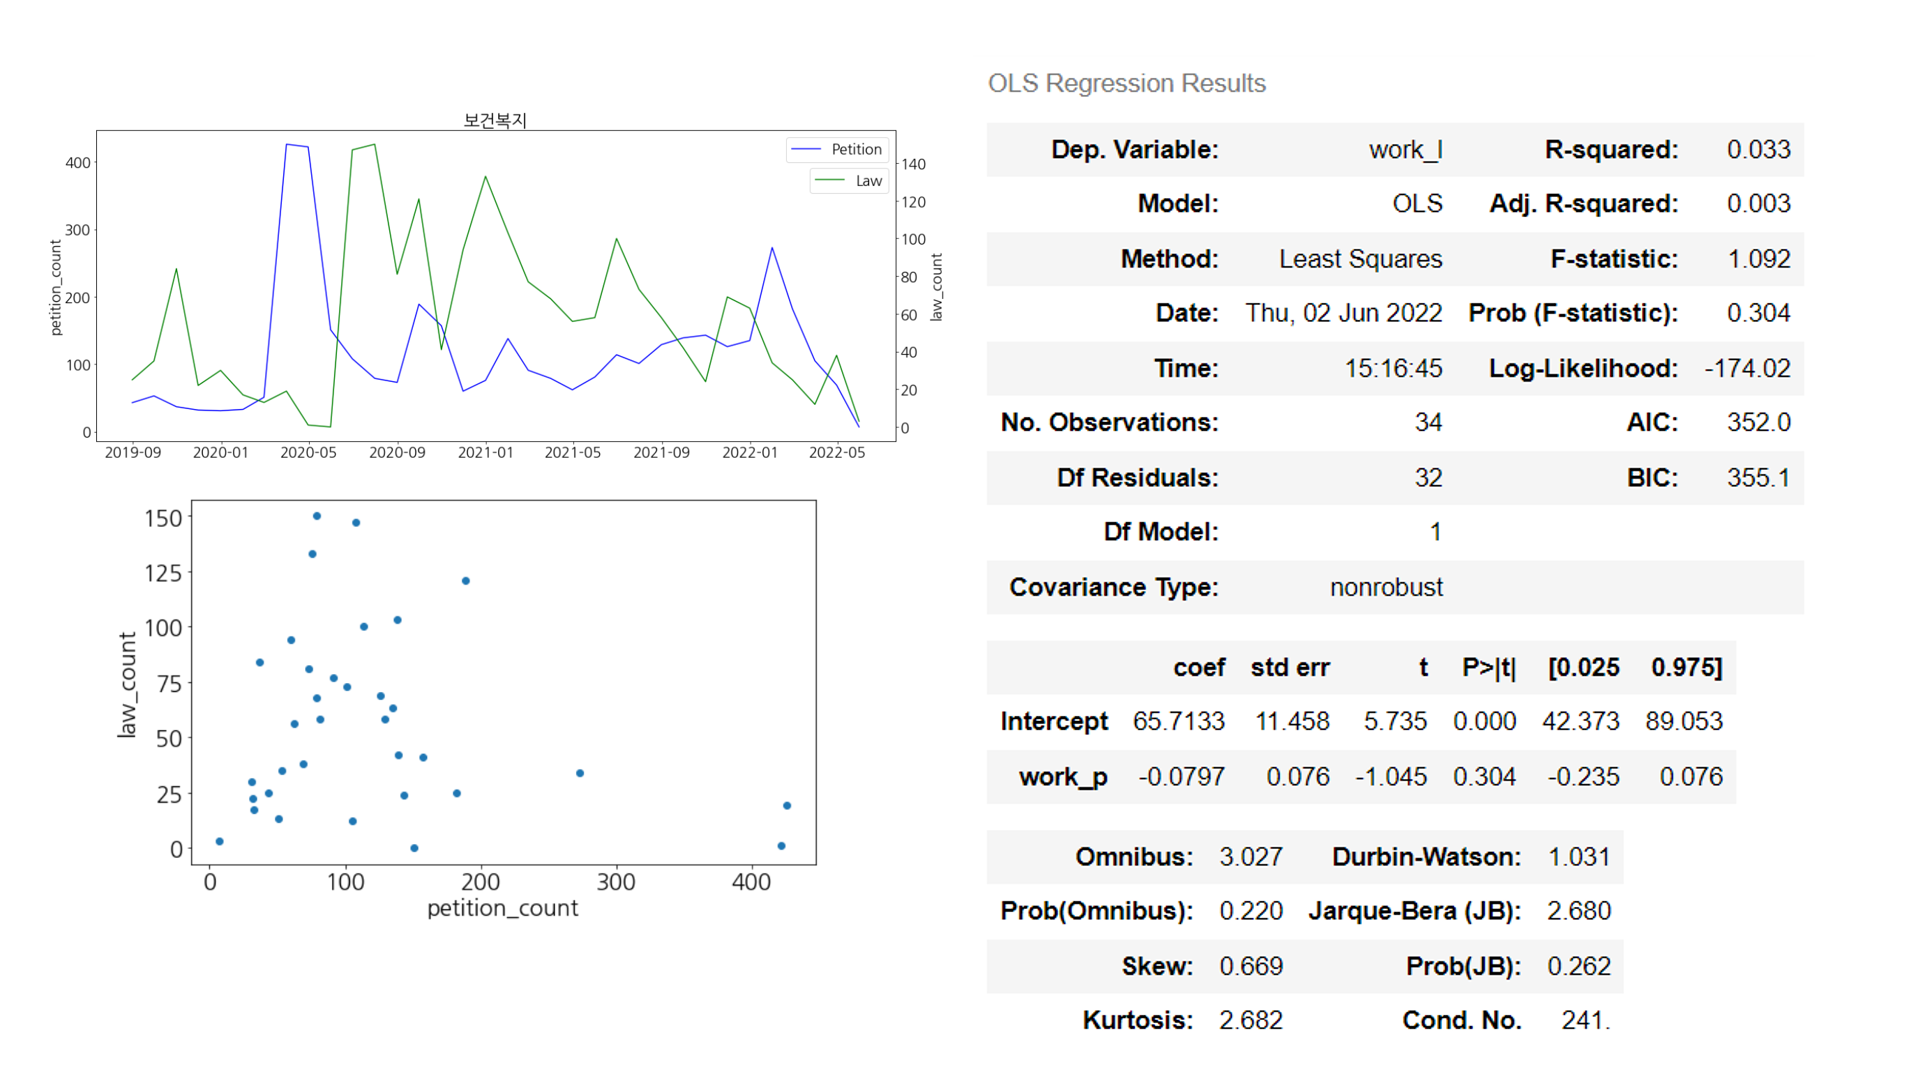 보건복지
Petition
Law
400
300
200
100
0
petition_count
140
120
100
80
60
40
20
0
law_count
2019-09 2020-01 2020-05 2020-09 2021-01 2021-05 2021-09 2022-01 2022-05
150
125
100
75
50
25
0
law_count
0 100 200 300 400
petition_count
OLS Regression Results
Dep. Variable: work_l R-squared: 0.033
Model: OLS Adj. R-squared: 0.003
Method: Least Squares F-statistic: 1.092
Date: Thu, 02 Jun 2022 Prob (F-statistic): 0.304
Time: 15:16:45 Log-Likelihood: -174.02
No. Observations: 34 AIC: 352.0
Df Residuals: 32 BIC: 355.1
Df Model: 1
Covariance Type: nonrobust
coef std err t P>|t| [0.025 0.975]
Intercept 65.7133 11.458 5.735 0.000 42.373 89.053
work_p -0.0797 0.076 -1.045 0.304 -0.235 0.076
Omnibus: 3.027 Durbin-Watson: 1.031
Prob(Omnibus): 0.220 Jarque-Bera (JB): 2.680
Skew: 0.669 Prob(JB): 0.262
Kurtosis: 2.682 Cond. No. 241.